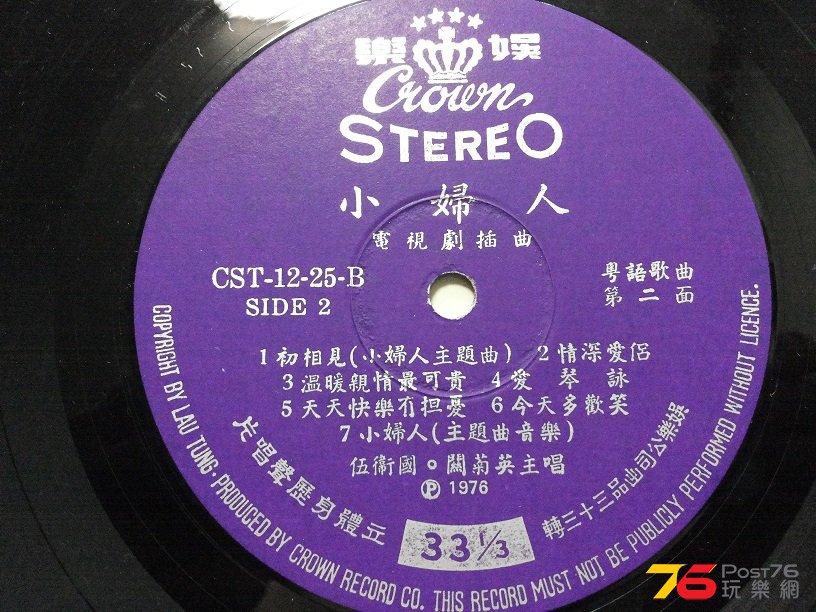 樂 娛
Crown
STEREO
小婦人
電視劇插曲
CST-12-25-B
SIDE 2
粵語歌曲
第二面
1初相見(小婦人主題曲) 2情深愛侶
3溫暖親情最可貴 4愛琴詠
5天天快樂冇担憂 6今天多歡笑
7小婦人(主題曲音樂)
伍衛國。關菊英主唱
Ⓟ 1976
片唱聲歷身體立
娛樂公司出品三十三轉
33⅓
COPYRIGHT BY LAU TUNG, PRODUCED BY CROWN RECORD CO. THIS RECORD MUST NOT BE PUBLICLY PERFORMED WITHOUT LICENCE.
76 Post76
玩樂網